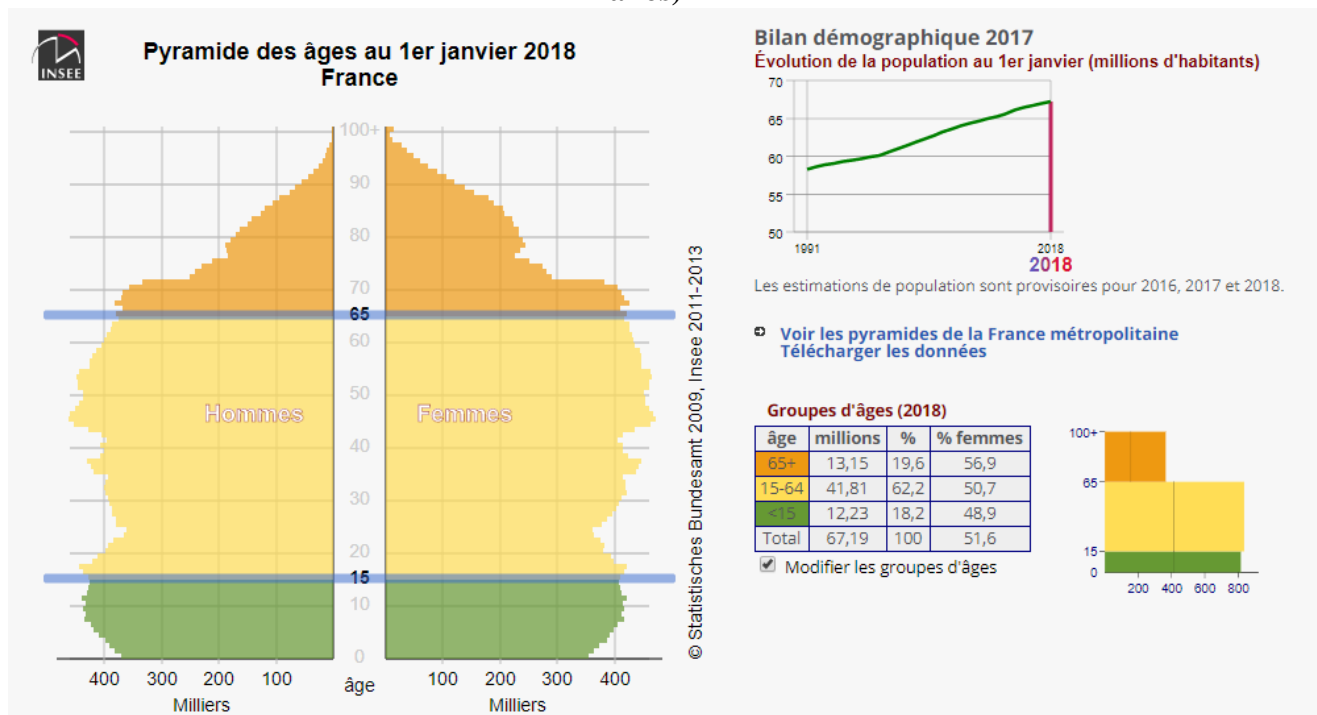 INSEE
Pyramide des âges au 1er janvier 2018
France
100+
90
80
70
65
60
50
Hommes
Femmes
40
30
20
15
10
0
400 300 200 100
âge
100 200 300 400
Milliers
Milliers
© Statistisches Bundesamt 2009, Insee 2011-2013
Bilan démographique 2017
Évolution de la population au 1er janvier (millions d'habitants)
70
65
60
55
50
1991
2018
2018
Les estimations de population sont provisoires pour 2016, 2017 et 2018.
Voir les pyramides de la France métropolitaine
Télécharger les données
Groupes d'âges (2018)
âge millions % % femmes
65+ 13,15 19,6 56,9
15-64 41,81 62,2 50,7
<15 12,23 18,2 48,9
Total 67,19 100 51,6
Modifier les groupes d'âges
100+
65
15
0
200 400 600 800